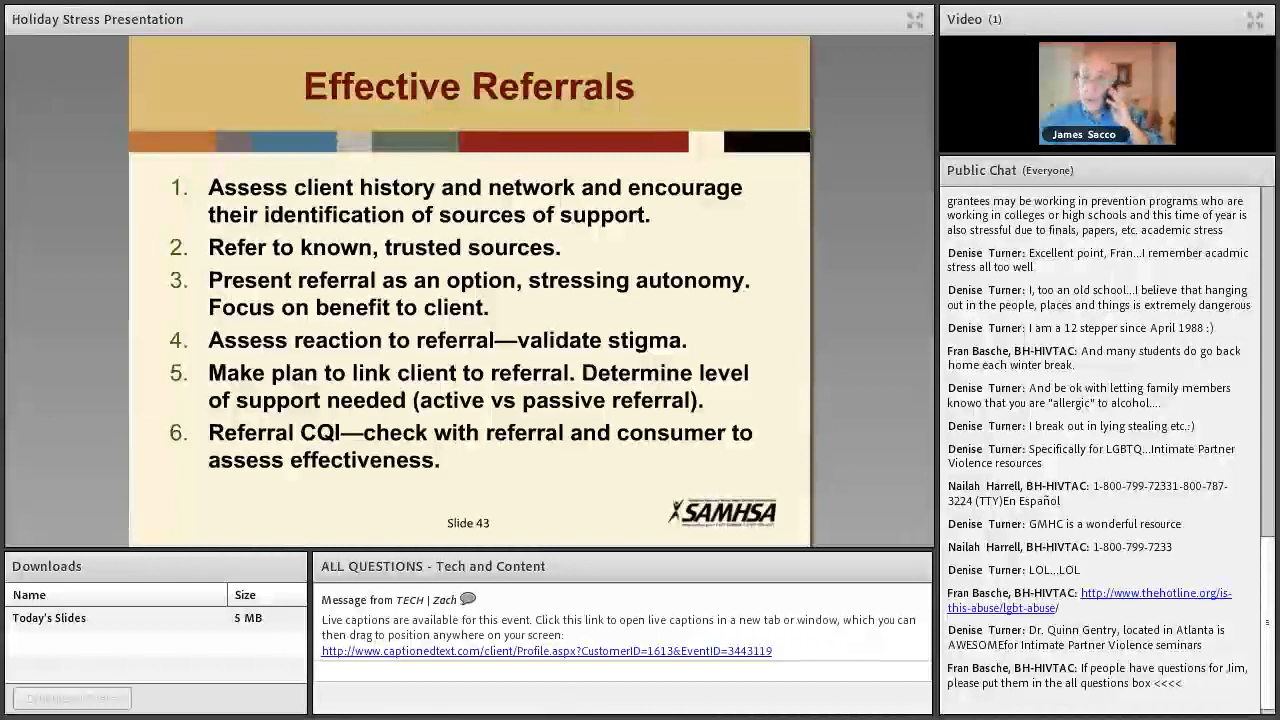 Holiday Stress Presentation
Effective Referrals
1. Assess client history and network and encourage
their identification of sources of support.
2. Refer to known, trusted sources.
3. Present referral as an option, stressing autonomy.
Focus on benefit to client.
4. Assess reaction to referral—validate stigma.
5. Make plan to link client to referral. Determine level
of support needed (active vs passive referral).
6. Referral CQI—check with referral and consumer to
assess effectiveness.
Slide 43
SAMHSA
Video (1)
James Sacco
Public Chat (Everyone)
grantees may be working in prevention programs who are
working in colleges or high schools and this time of year is
also stressful due to finals, papers, etc. academic stress
Denise Turner: Excellent point, Fran...I remember acadmic
stress all too well
Denise Turner: I, too an old school...I believe that hanging
out in the people, places and things is extremely dangerous
Denise Turner: I am a 12 stepper since April 1988 :)
Fran Basche, BH-HIVTAC: And many students do go back
home each winter break.
Denise Turner: And be ok with letting family members
knowo that you are "allergic" to alcohol....
Denise Turner: I break out in lying stealing etc.:)
Denise Turner: Specifically for LGBTQ...Intimate Partner
Violence resources
Nailah Harrell, BH-HIVTAC: 1-800-799-72331-800-787-
3224 (TTY)En Español
Denise Turner: GMHC is a wonderful resource
Nailah Harrell, BH-HIVTAC: 1-800-799-7233
Denise Turner: LOL...LOL
Fran Basche, BH-HIVTAC: http://www.thehotline.org/is-
this-abuse/lgbt-abuse/
Denise Turner: Dr. Quinn Gentry, located in Atlanta is
AWESOMEfor Intimate Partner Violence seminars
Fran Basche, BH-HIVTAC: If people have questions for Jim,
please put them in the all questions box <<<<
Downloads
Name Size
Today's Slides 5 MB
ALL QUESTIONS - Tech and Content
Message from TECH | Zach
Live captions are available for this event. Click this link to open live captions in a new tab or window, which you can
then drag to position anywhere on your screen:
http://www.captionedtext.com/client/Profile.aspx?CustomerID=1613&EventID=3443119